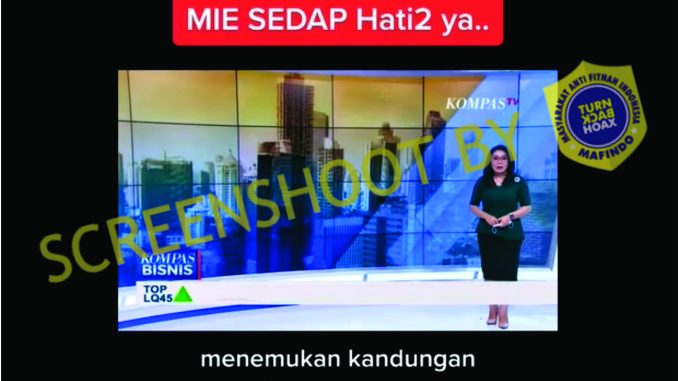 MIE SEDAP Hati2 ya..
KOMPAS TV
MASYARAKAT ANTI FITNAH INDONESIA
TURN
BACK
HOAX
MAFINDO
SCREENSHOOT BY
KOMPAS
BISNIS
TOP
LQ45
menemukan kandungan